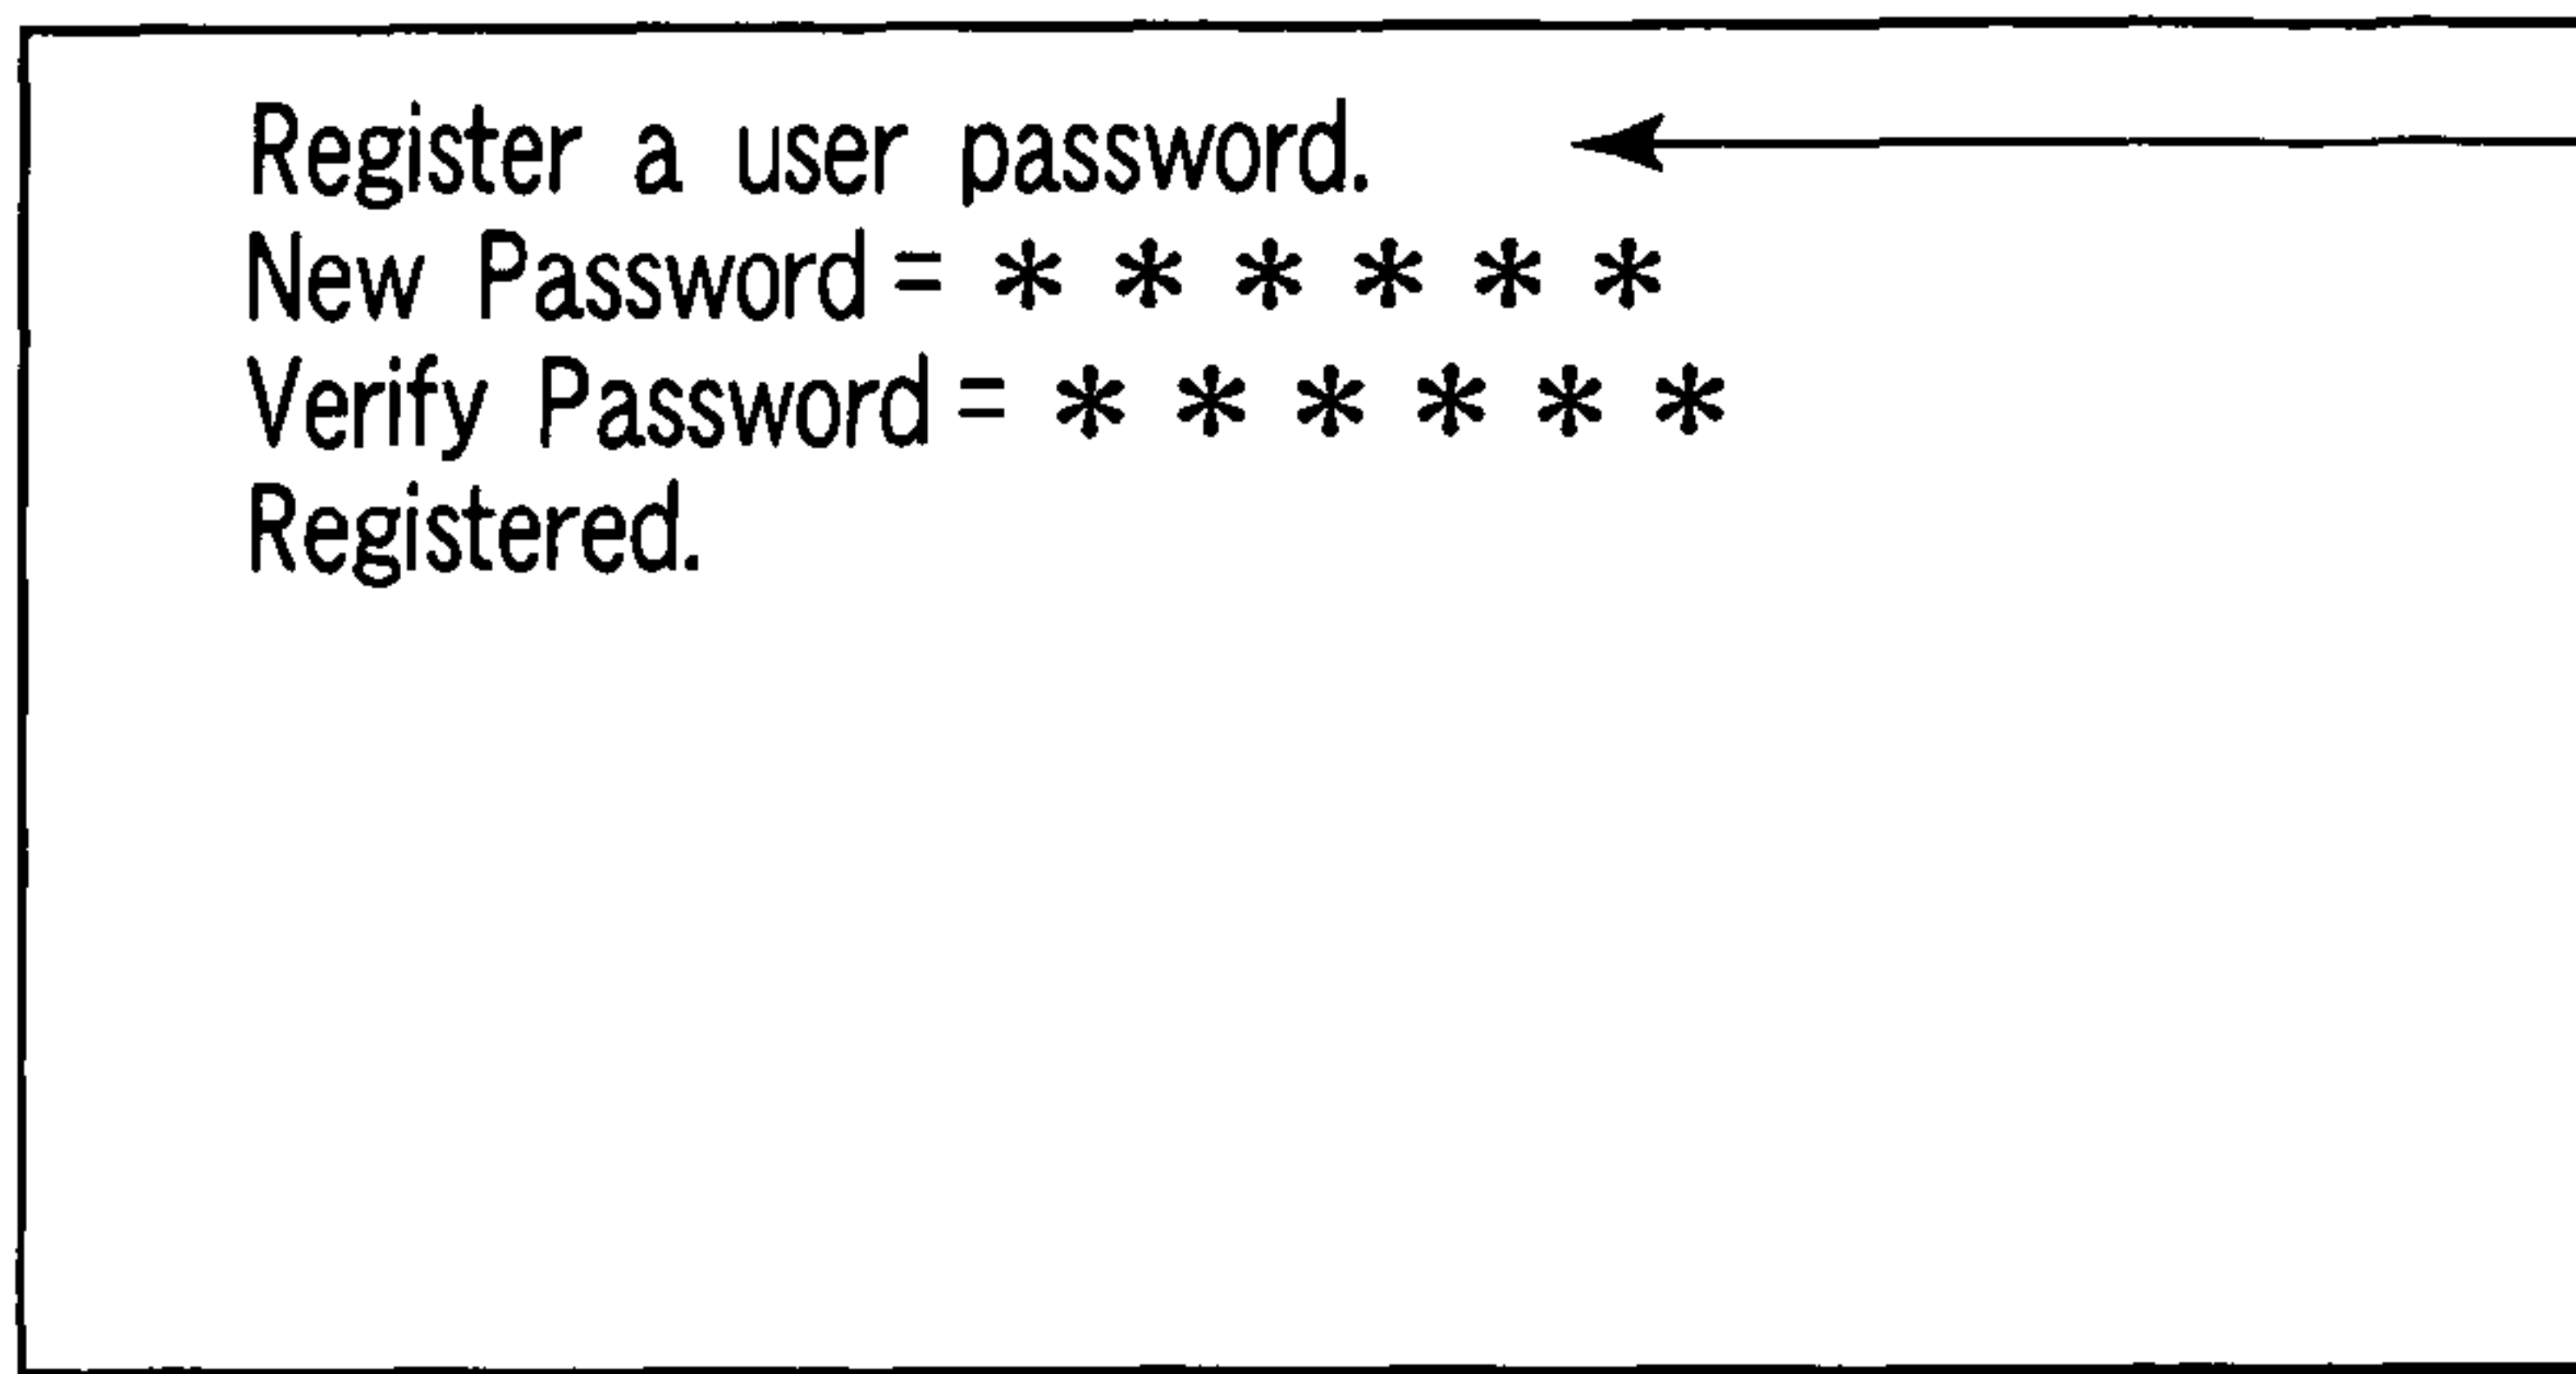 Register a user password.
New Password = * * * * * *
Verify Password = * * * * * *
Registered.